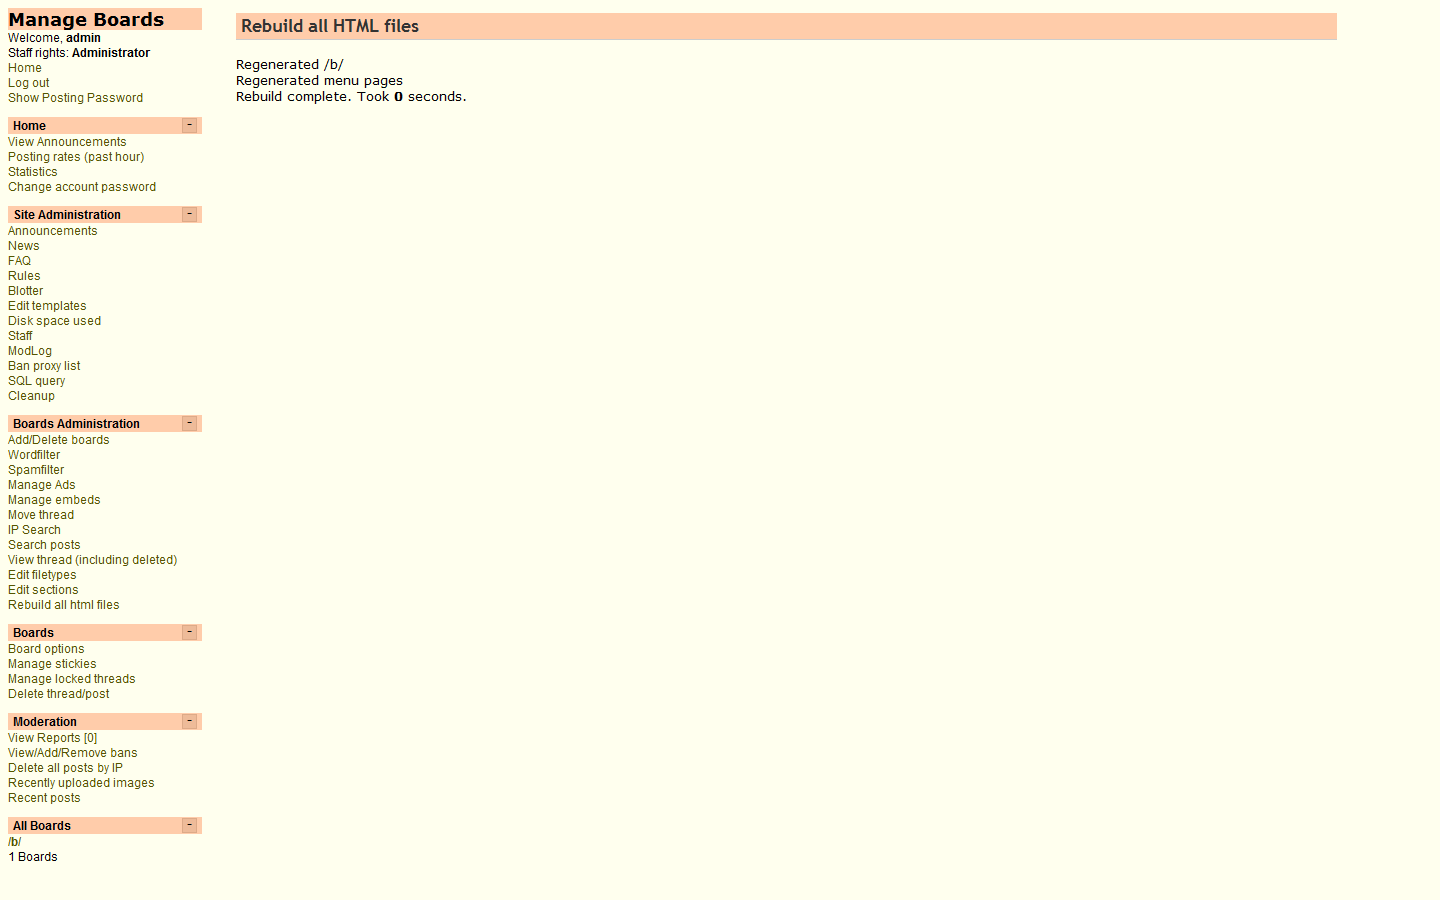 Manage Boards
Welcome, admin
Staff rights: Administrator
Home
Log out
Show Posting Password
Home -
View Announcements
Posting rates (past hour)
Statistics
Change account password
Site Administration -
Announcements
News
FAQ
Rules
Blotter
Edit templates
Disk space used
Staff
ModLog
Ban proxy list
SQL query
Cleanup
Boards Administration -
Add/Delete boards
Wordfilter
Spamfilter
Manage Ads
Manage embeds
Move thread
IP Search
Search posts
View thread (including deleted)
Edit filetypes
Edit sections
Rebuild all html files
Boards -
Board options
Manage stickies
Manage locked threads
Delete thread/post
Moderation -
View Reports [0]
View/Add/Remove bans
Delete all posts by IP
Recently uploaded images
Recent posts
All Boards -
/b/
1 Boards
Rebuild all HTML files
Regenerated /b/
Regenerated menu pages
Rebuild complete. Took 0 seconds.